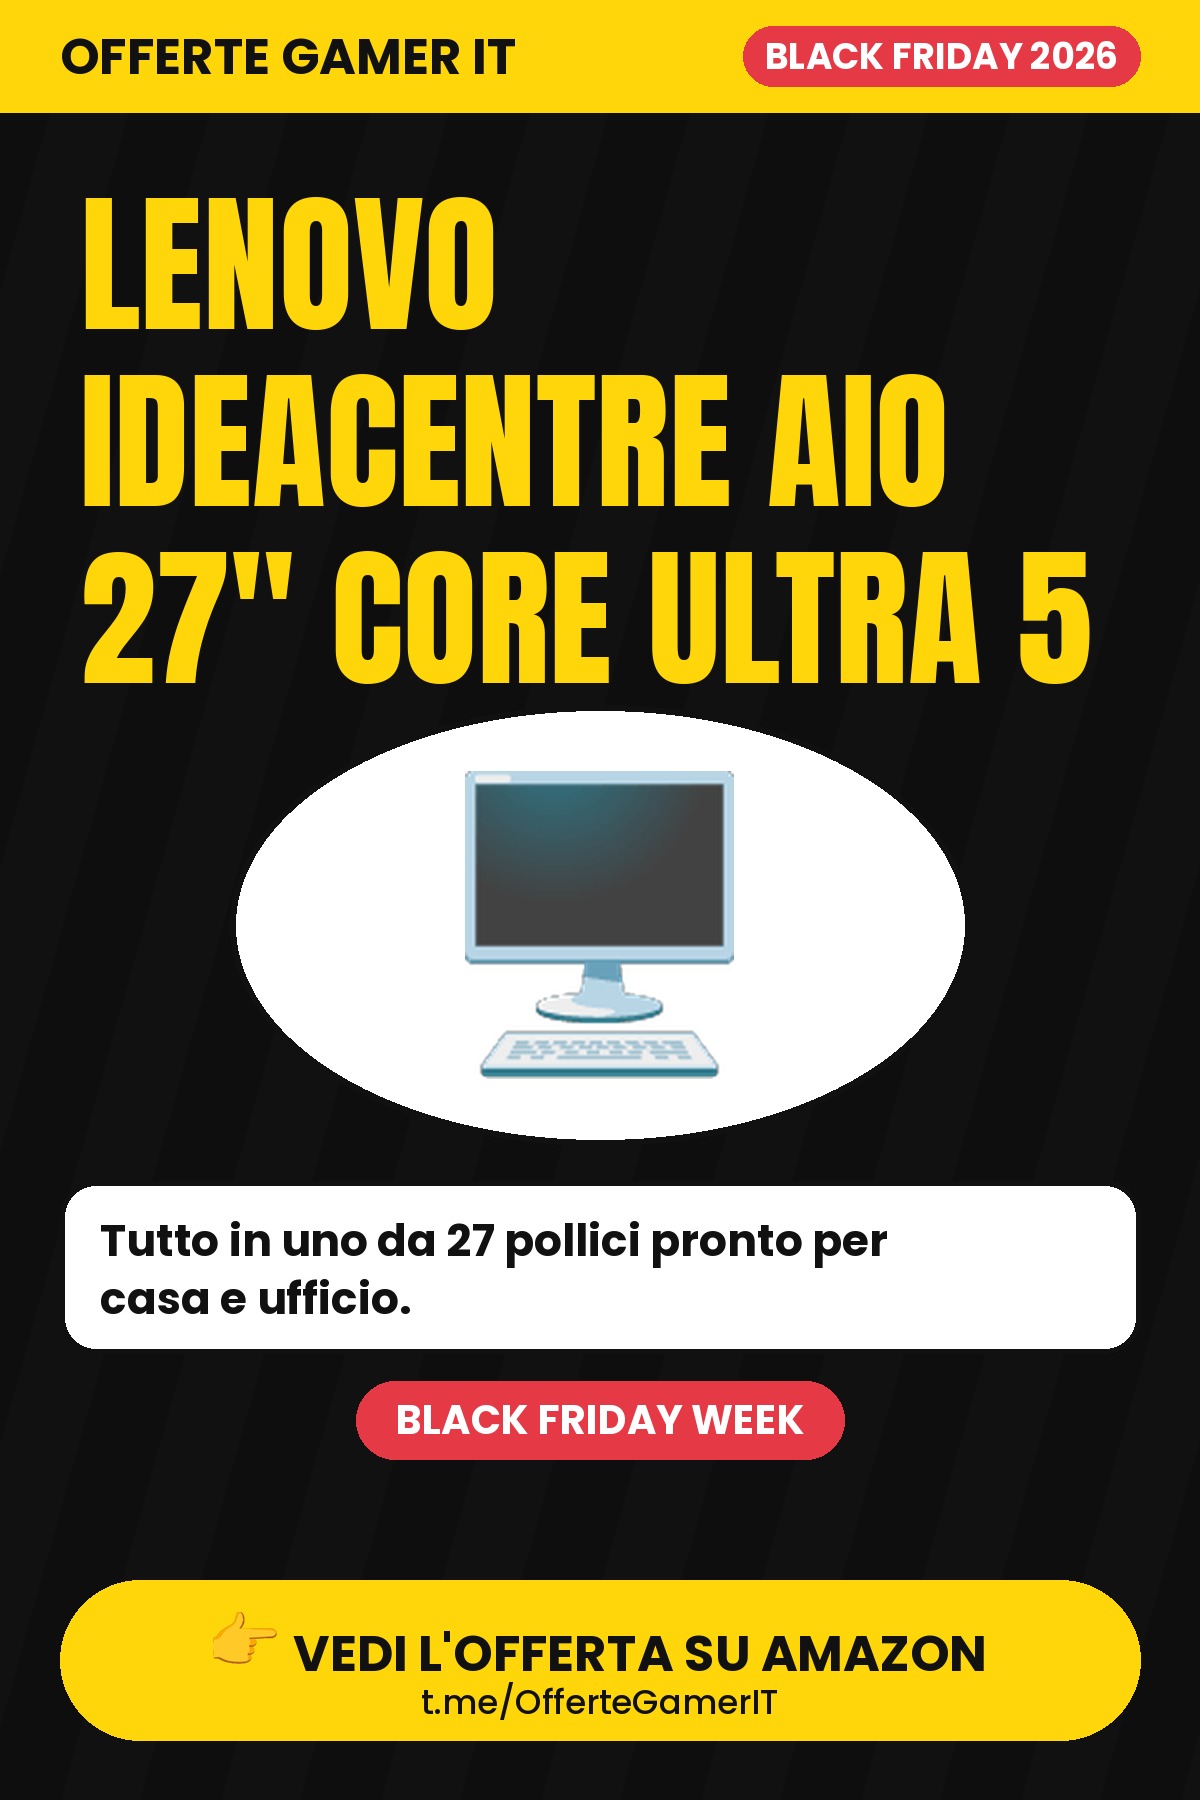 OFFERTE GAMER IT
BLACK FRIDAY 2026
LENOVO
IDEACENTRE AIO
27" CORE ULTRA 5
Tutto in uno da 27 pollici pronto per
casa e ufficio.
BLACK FRIDAY WEEK
👉 VEDI L'OFFERTA SU AMAZON
t.me/OfferteGamerIT